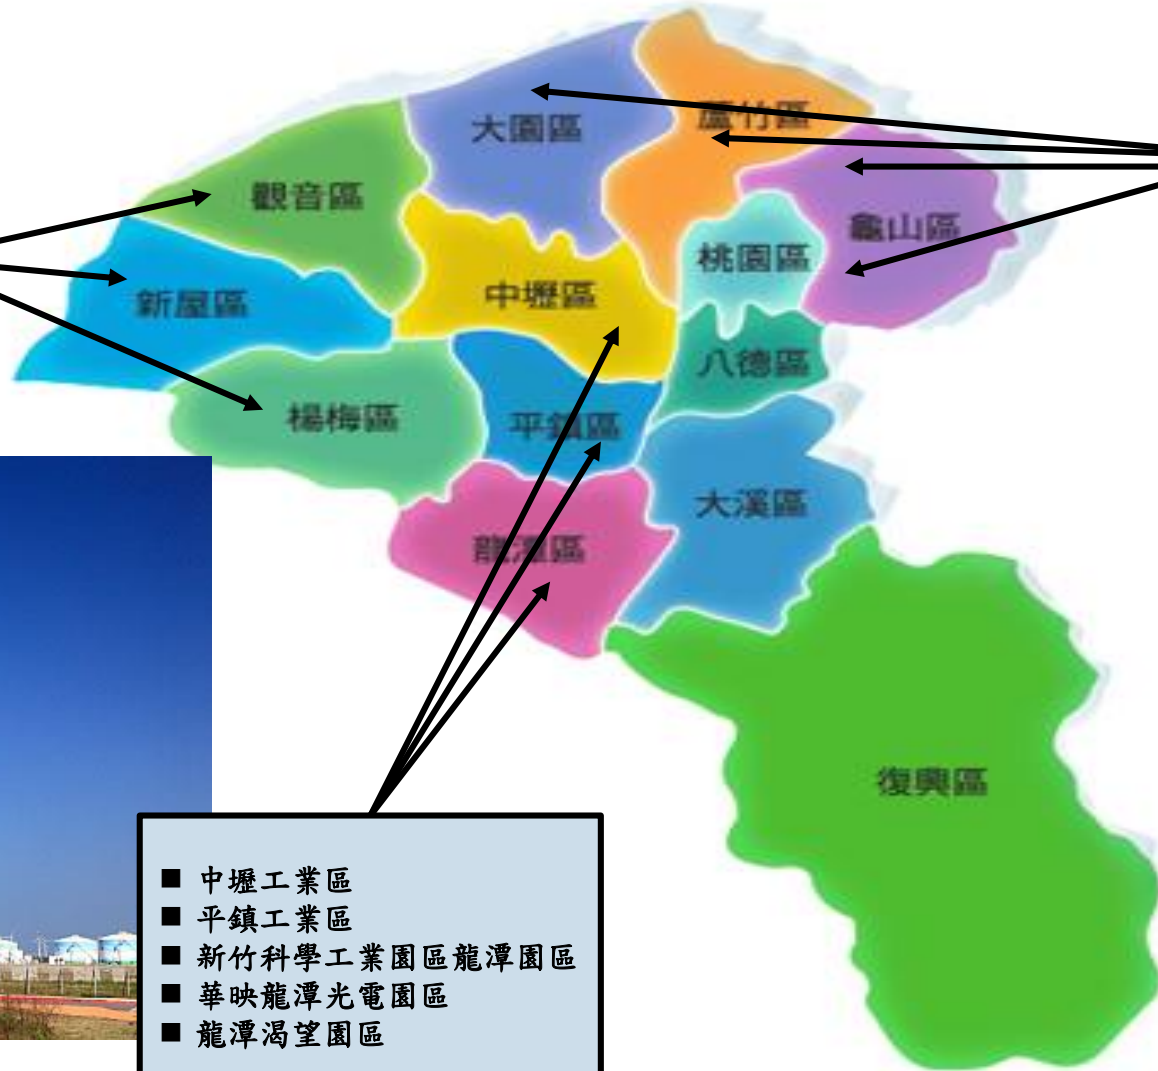 蘆竹區
大園區
觀音區
龜山區
桃園區
新屋區
中壢區
八德區
楊梅區
平鎮區
大溪區
龍潭區
復興區
■ 中壢工業區
■ 平鎮工業區
■ 新竹科學工業園區龍潭園區
■ 華映龍潭光電園區
■ 龍潭渴望園區